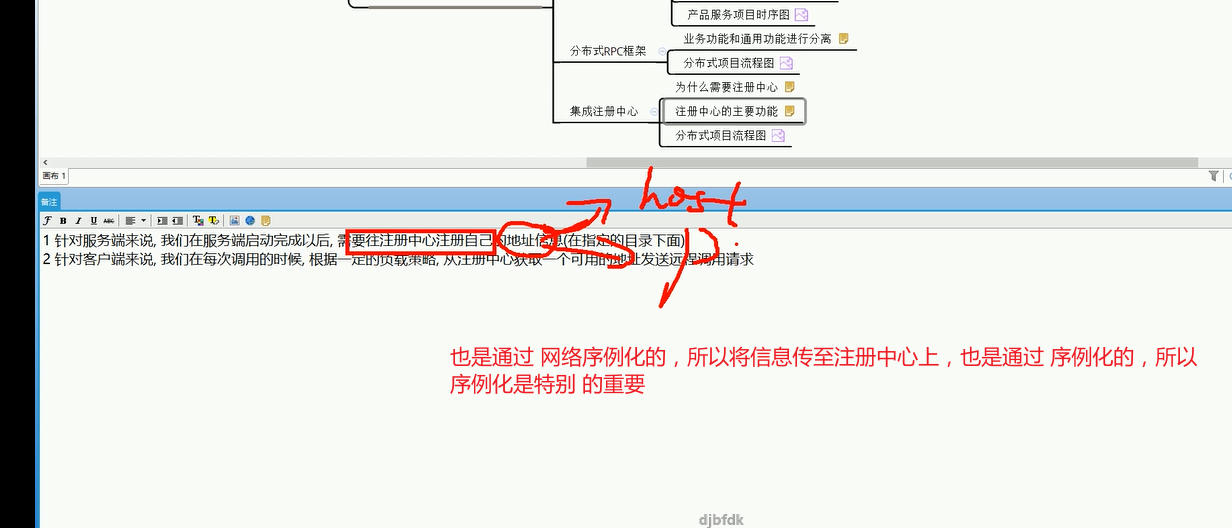 产品服务项目时序图
业务功能和通用功能进行分离
分布式RPC框架
分布式项目流程图
为什么需要注册中心
集成注册中心
注册中心的主要功能
分布式项目流程图
画布 1
备注
host
1 针对服务端来说, 我们在服务端启动完成以后, 需要往注册中心注册自己的地址信息(在指定的目录下面)
2 针对客户端来说, 我们在每次调用的时候, 根据一定的负载策略, 从注册中心获取一个可用的地址发送远程调用请求
也是通过 网络序例化的，所以将信息传至注册中心上，也是通过 序例化的，所以
序例化是特别 的重要
djbfdk